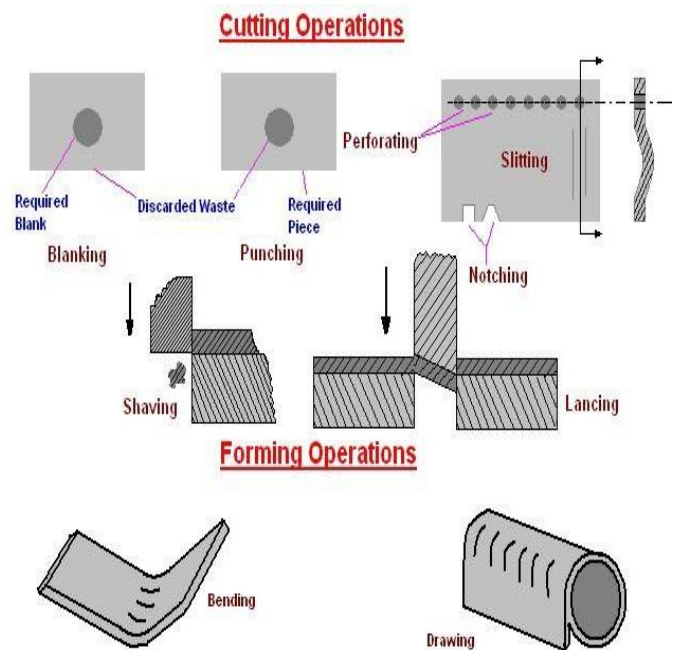 Cutting Operations
Perforating
Slitting
Required
Blank
Discarded Waste
Required
Piece
Blanking
Punching
Notching
Shaving
Lancing
Forming Operations
Bending
Drawing